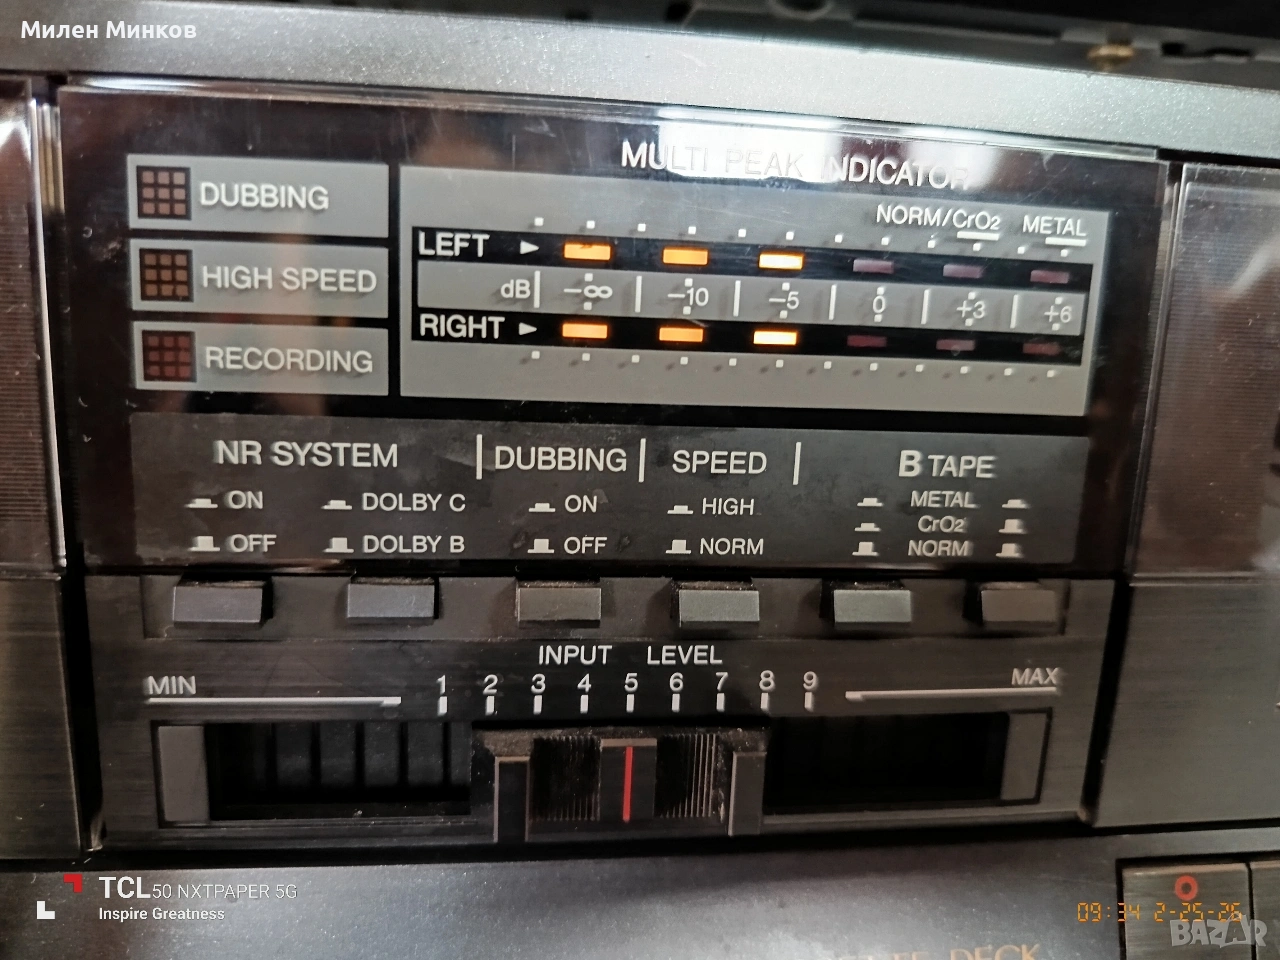 Милен Минков
MULTI PEAK INDICATOR
DUBBING
HIGH SPEED
RECORDING
NORM/CrO2 METAL
LEFT
dB -∞ -10 -5 0 +3 +6
RIGHT
NR SYSTEM DUBBING SPEED B TAPE
ON DOLBY C ON HIGH METAL
CrO2
OFF DOLBY B OFF NORM NORM
INPUT LEVEL
MIN 1 2 3 4 5 6 7 8 9 MAX
TCL 50 NXTPAPER 5G
Inspire Greatness
09:34 2-25-26
BAZAR
DECK